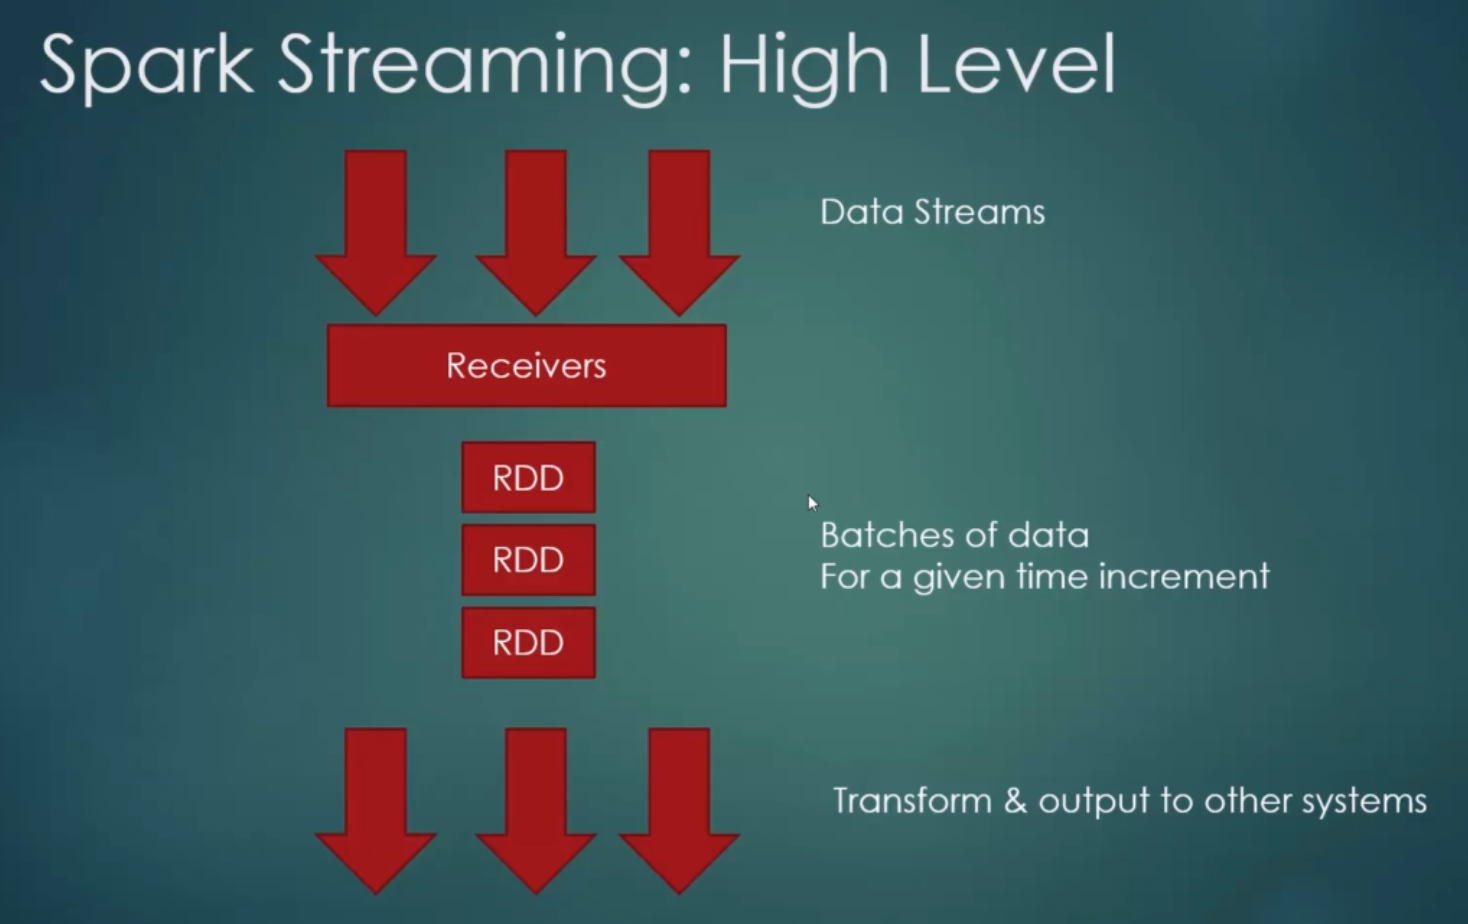 Spark Streaming: High Level
Data Streams
Receivers
RDD
RDD
RDD
Batches of data
For a given time increment
Transform & output to other systems